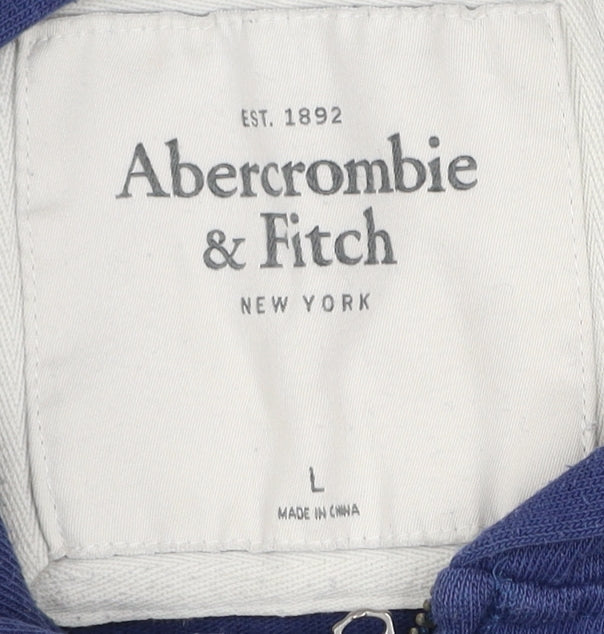 EST. 1892
Abercrombie
& Fitch
NEW YORK
L
MADE IN CHINA